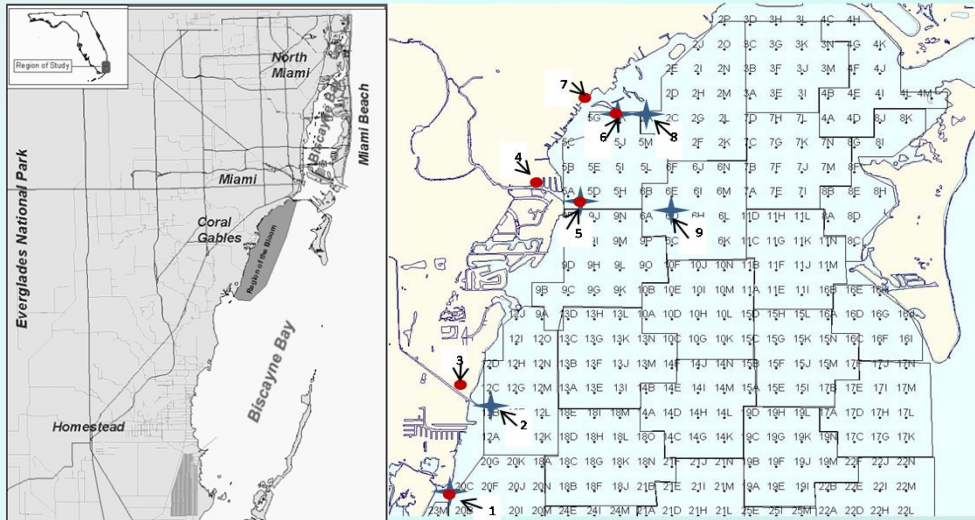 Region of Study
North
Miami
Biscayne Bay
Miami Beach
Everglades National Park
Miami
Coral
Gables
Region of the Bloom
Biscayne Bay
Homestead
2P 3D 3H 3L 4C 4H
2J 2O 3C 3G 3K 3N 4G 4K
2E 2I 2N 3B 3F 3J 3M 4F 4J
7
2D 2H 2M 3A 3E 3I 4B 4E 4I 4L 4M
5G 2C 2G 2L 7D 7H 7L 4A 4D 8J 8K
6 8
5C 5J 5M 2F 2K 7C 7G 7K 7N 8G 8I
4
5B 5E 5I 5L 6F 6J 6N 7B 7F 7J 7M 8F
5A 5D 5H 6B 6E 6I 6M 7A 7E 7I 8B 8E 8H
9J 9N 6A 6H 6L 11D 11H 11L 8A 8D
5 9
9I 9M 9P 6C 6K 11C 11G 11K 11N 8C
9D 9H 9L 9O 10F 10J 10N 11B 11F 11J 11M
9B 9C 9G 9K 10B 10E 10I 10M 11A 11E 11I 16B 16E
12J 9A 13D 13H 13L 10A 10D 10H 10L 15D 15H 15L 16A 16D 16G
12I 12O 13C 13G 13K 13N 10C 10G 10K 15C 15G 15K 16C 16F 16I
3
12D 12H 12N 13B 13F 13J 13M 14F 15B 15F 15J
12C 12G 12M 13A 13E 13I 14B 14E 14I 14M 15A 15E 15I 17B 17E 17I 17M
12L 18E 18I 18M 14A 14D 14H 14L 19D 19H 19L 17A 17D 17H 17L
2
12A 12K 18D 18H 18L 18O 14C 14G 14K 19C 19G 19K 19N 17C 17G 17K
20G 20K 18A 18C 18G 18K 18N 21F 21J 21N 19B 19F 19J 19M 22F 22J 22N
20C 20F 20J 20N 18B 18F 18J 21B 21E 21I 21M 19A 19E 19I 22B 22E 22I 22M
1
23M 20B 20I 20M 24E 24I 24L 21A 21D 21H 21L 25E 25I 25M 22A 22D 22H 22L